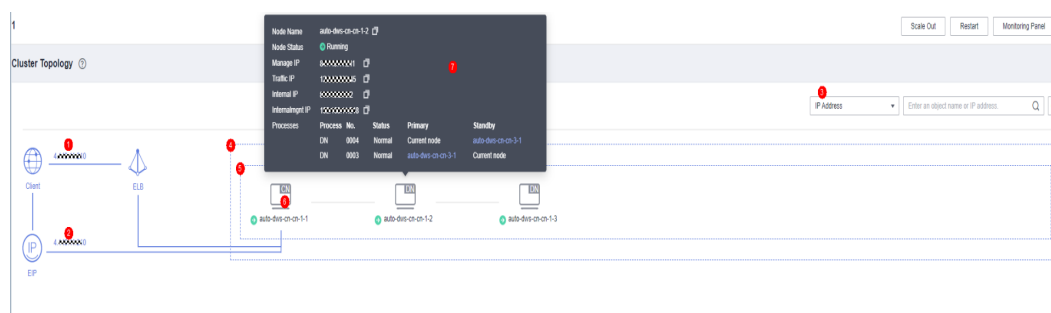 1
Scale Out Restart Monitoring Panel
Node Name auto-dws-cn-cn-1-2
Node Status Running
Cluster Topology ?
Manage IP
7
Traffic IP
Internal IP
Internalmgnt IP
Processes Process No. Status Primary Standby
DN 0004 Normal Current node auto-dws-cn-cn-3-1
DN 0003 Normal auto-dws-cn-cn-3-1 Current node
3
IP Address Enter an object name or IP address.
1
4
5
Client ELB
CN DN DN
6
auto-dws-cn-cn-1-1 auto-dws-cn-cn-1-2 auto-dws-cn-cn-1-3
2
IP
EIP